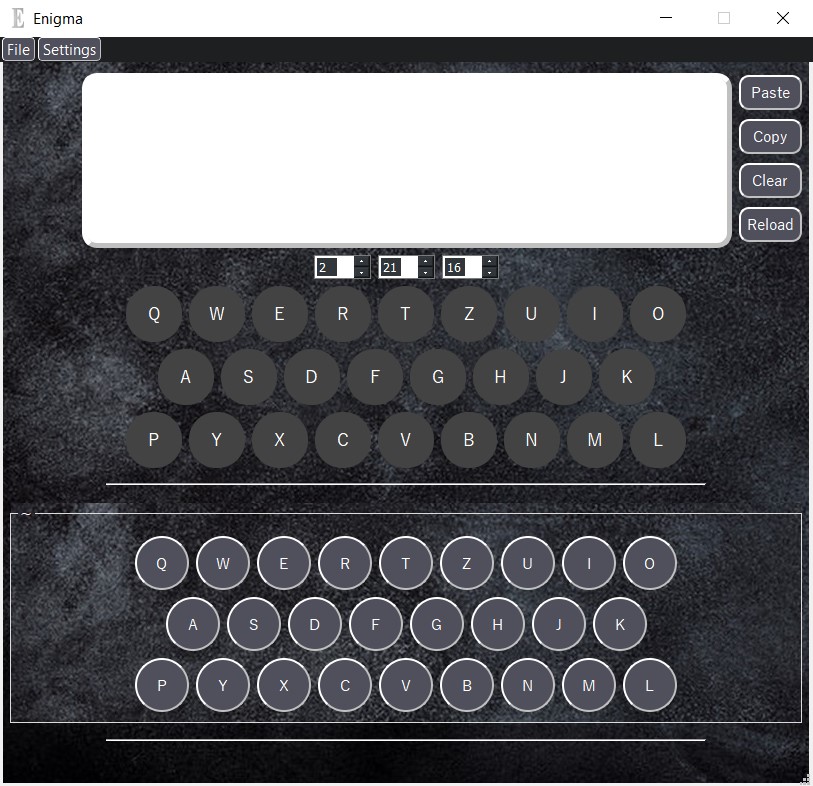 E Enigma
File Settings
Paste
Copy
Clear
Reload
2 21 16
Q W E R T Z U I O
A S D F G H J K
P Y X C V B N M L
~
Q W E R T Z U I O
A S D F G H J K
P Y X C V B N M L